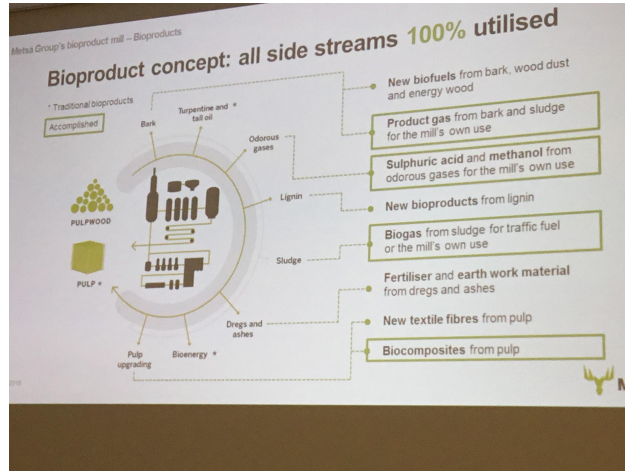 Metsä Group's bioproduct mill – Bioproducts
Bioproduct concept: all side streams 100% utilised
* Traditional bioproducts
Accomplished
Bark
Turpentine and *
tall oil
Odorous
gases
Lignin
Sludge
Dregs and
ashes
Bioenergy *
Pulp
upgrading
PULPWOOD
PULP *
New biofuels from bark, wood dust
and energy wood
Product gas from bark and sludge
for the mill's own use
Sulphuric acid and methanol from
odorous gases for the mill's own use
New bioproducts from lignin
Biogas from sludge for traffic fuel
or the mill's own use
Fertiliser and earth work material
from dregs and ashes
New textile fibres from pulp
Biocomposites from pulp
M